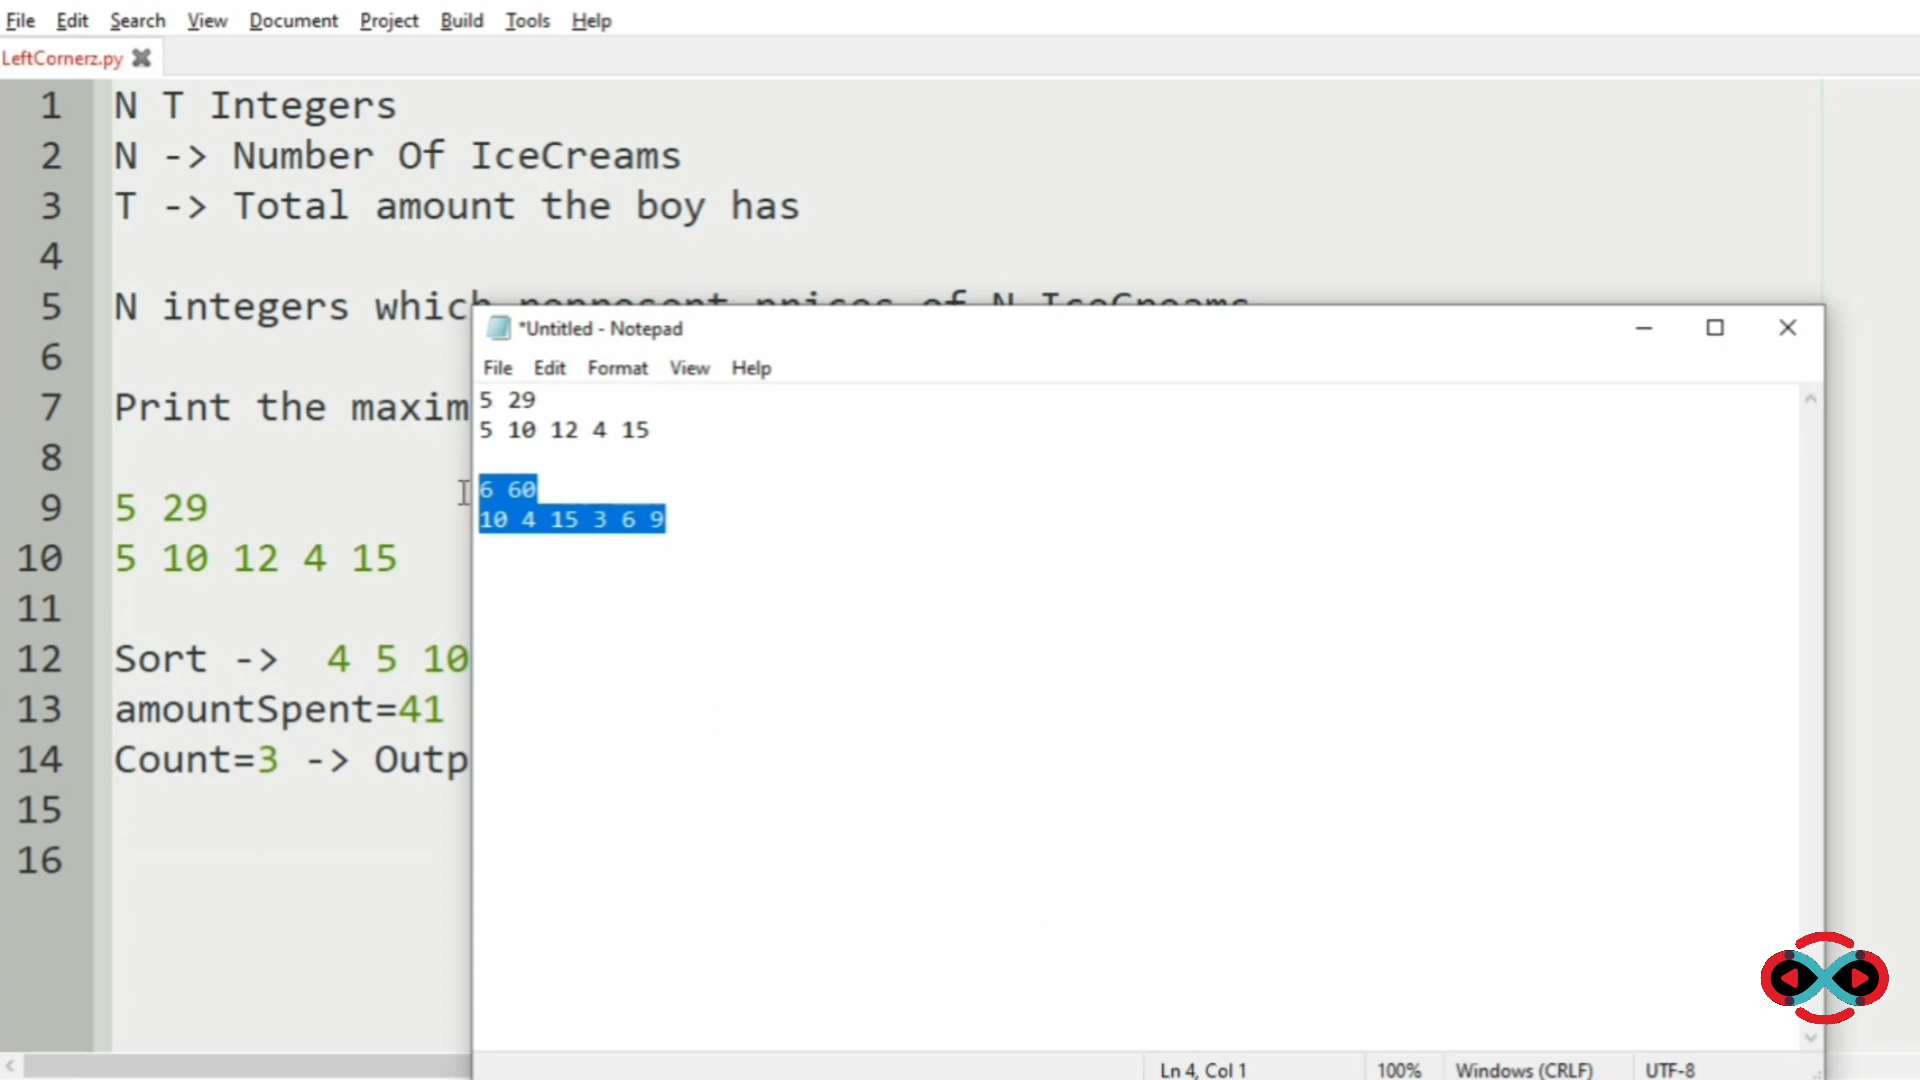 File Edit Search View Document Project Build Tools Help
LeftCornerz.py
1 N T Integers
2 N -> Number Of IceCreams
3 T -> Total amount the boy has
4
5 N integers which represent prices of N IceCreams
6
7 Print the maxim
8
9 5 29
10 5 10 12 4 15
11
12 Sort -> 4 5 10
13 amountSpent=41
14 Count=3 -> Outp
15
16
*Untitled - Notepad
File Edit Format View Help
5 29
5 10 12 4 15
6 60
10 4 15 3 6 9
Ln 4, Col 1 100% Windows (CRLF) UTF-8